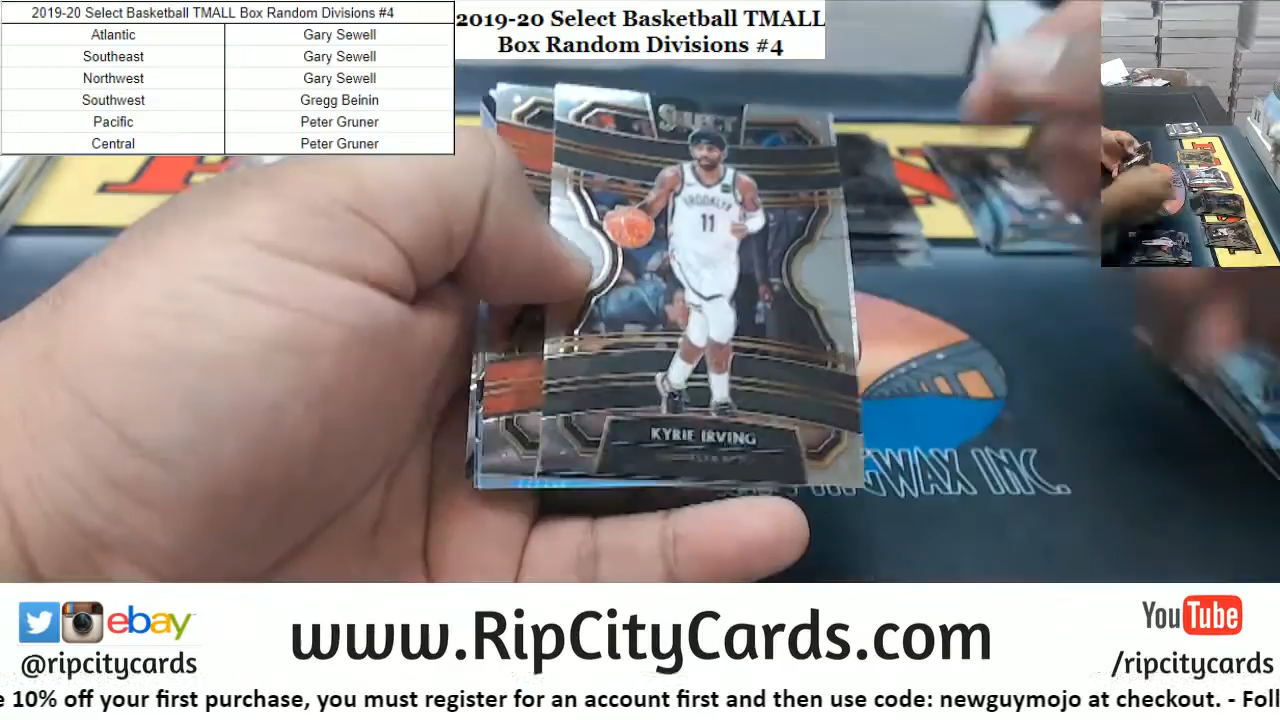 2019-20 Select Basketball TMALL Box Random Divisions #4
Atlantic Gary Sewell
Southeast Gary Sewell
Northwest Gary Sewell
Southwest Gregg Beinin
Pacific Peter Gruner
Central Peter Gruner
2019-20 Select Basketball TMALL
Box Random Divisions #4
SELECT
BROOKLYN
11
KYRIE IRVING
WAX INC.
ebay
@ripcitycards
www.RipCityCards.com
YouTube
/ripcitycards
e 10% off your first purchase, you must register for an account first and then use code: newguymojo at checkout. - Foll